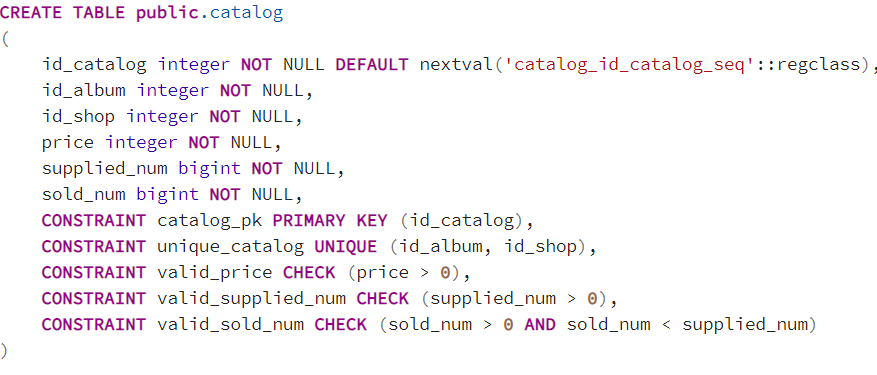 CREATE TABLE public.catalog
(
    id_catalog integer NOT NULL DEFAULT nextval('catalog_id_catalog_seq'::regclass),
    id_album integer NOT NULL,
    id_shop integer NOT NULL,
    price integer NOT NULL,
    supplied_num bigint NOT NULL,
    sold_num bigint NOT NULL,
    CONSTRAINT catalog_pk PRIMARY KEY (id_catalog),
    CONSTRAINT unique_catalog UNIQUE (id_album, id_shop),
    CONSTRAINT valid_price CHECK (price > 0),
    CONSTRAINT valid_supplied_num CHECK (supplied_num > 0),
    CONSTRAINT valid_sold_num CHECK (sold_num > 0 AND sold_num < supplied_num)
)